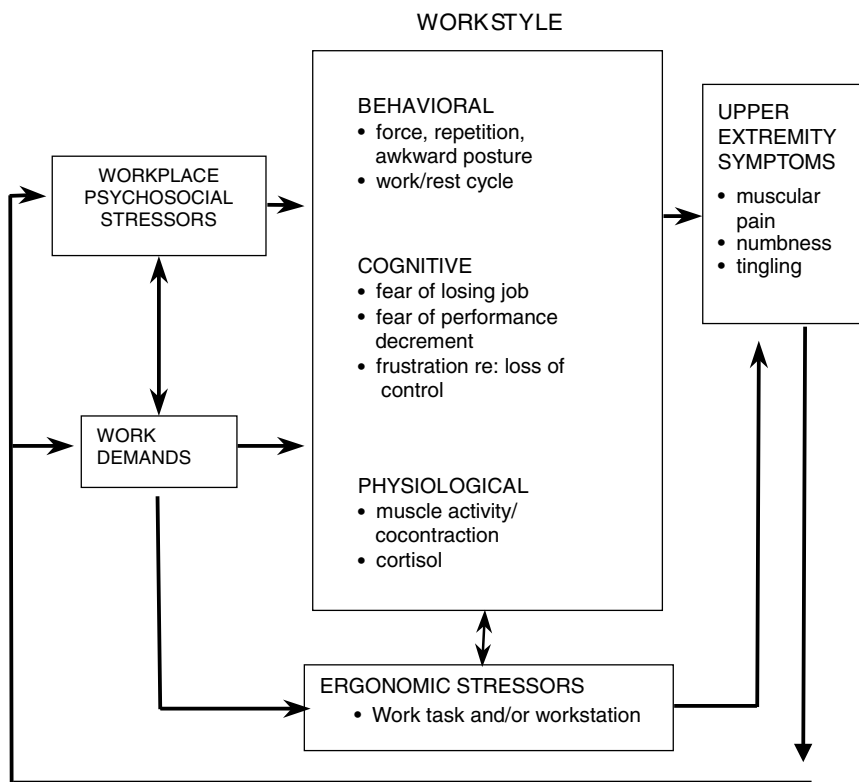 WORKSTYLE
BEHAVIORAL
• force, repetition,
awkward posture
• work/rest cycle
COGNITIVE
• fear of losing job
• fear of performance
decrement
• frustration re: loss of
control
PHYSIOLOGICAL
• muscle activity/
cocontraction
• cortisol
WORKPLACE
PSYCHOSOCIAL
STRESSORS
WORK
DEMANDS
UPPER
EXTREMITY
SYMPTOMS
• muscular
pain
• numbness
• tingling
ERGONOMIC STRESSORS
• Work task and/or workstation